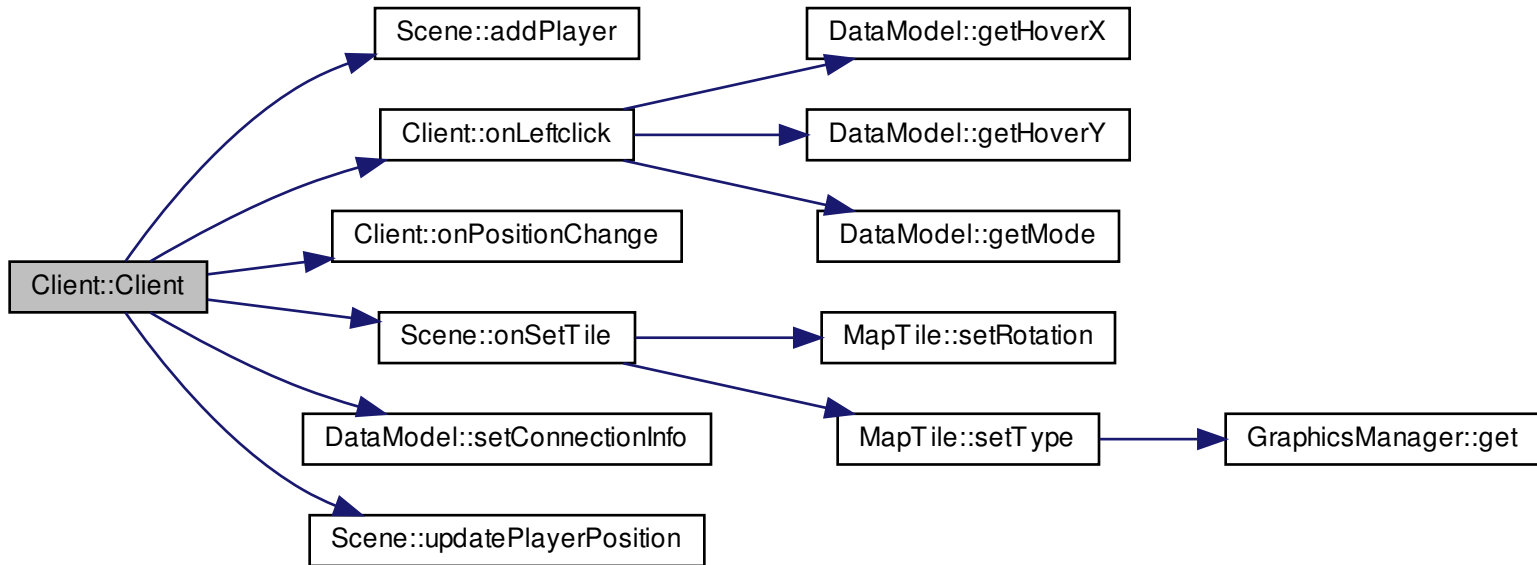 Scene::addPlayer
DataModel::getHoverX
Client::onLeftclick
DataModel::getHoverY
Client::onPositionChange
DataModel::getMode
Client::Client
Scene::onSetTile
MapTile::setRotation
DataModel::setConnectionInfo
MapTile::setType
GraphicsManager::get
Scene::updatePlayerPosition